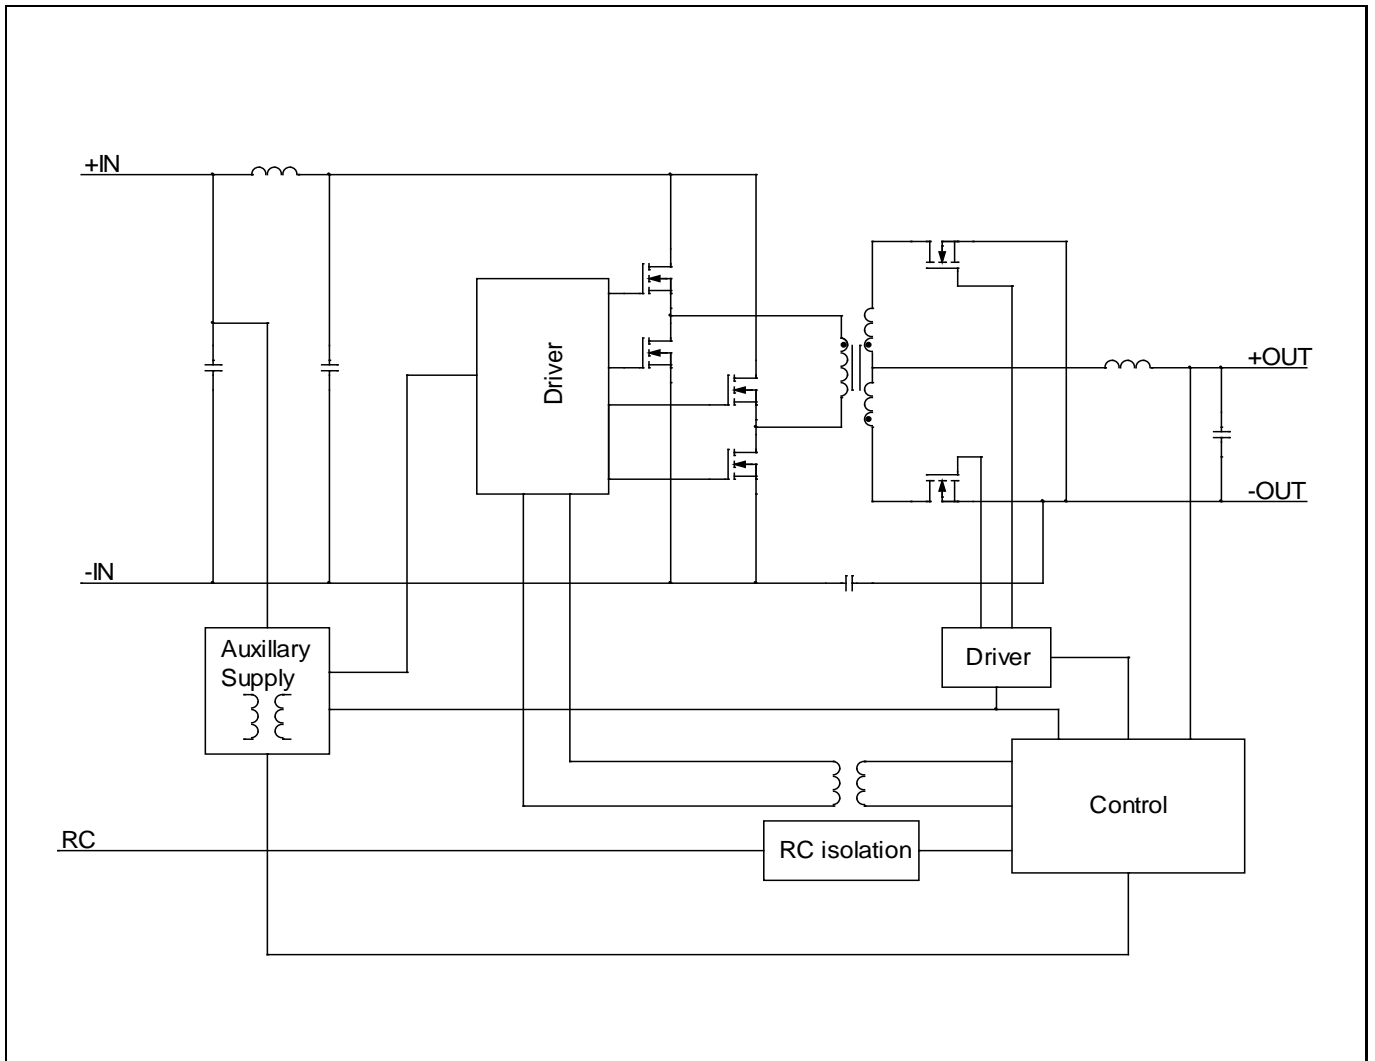 +IN
Driver
+OUT
-OUT
-IN
Auxillary
Supply
Driver
Control
RC
RC isolation